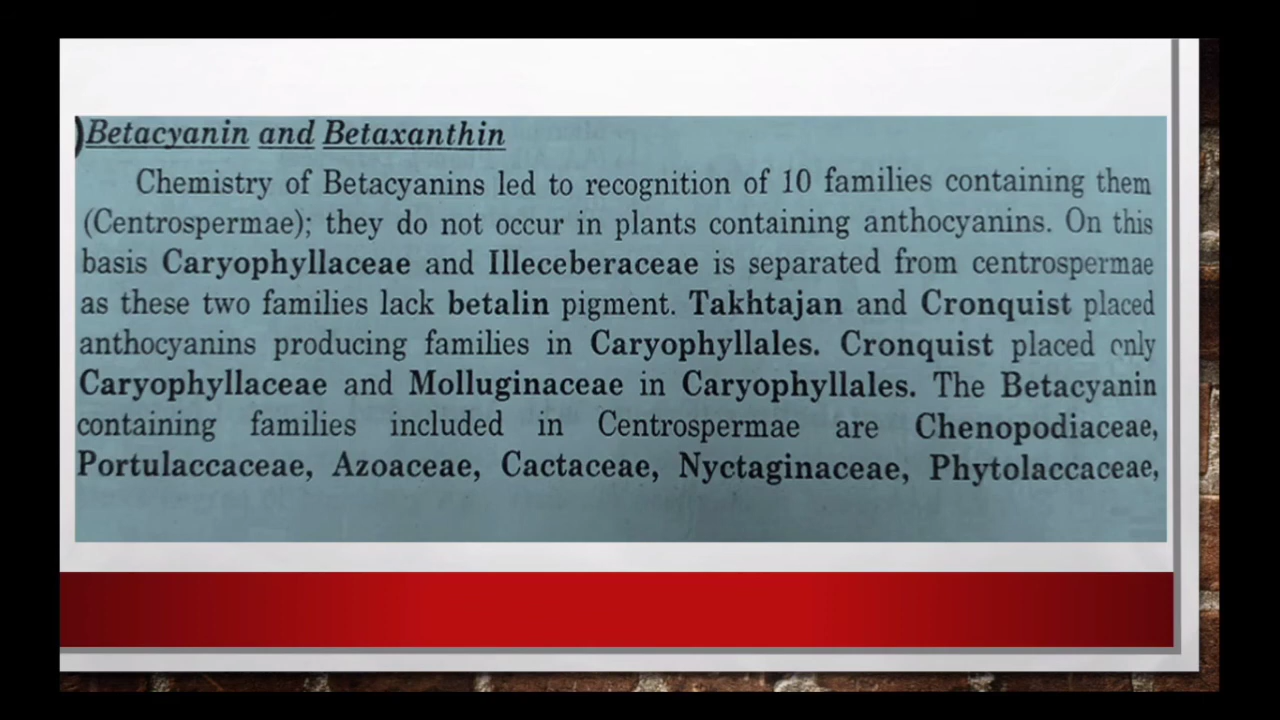 )Betacyanin and Betaxanthin
Chemistry of Betacyanins led to recognition of 10 families containing them
(Centrospermae); they do not occur in plants containing anthocyanins. On this
basis Caryophyllaceae and Illeceberaceae is separated from centrospermae
as these two families lack betalin pigment. Takhtajan and Cronquist placed
anthocyanins producing families in Caryophyllales. Cronquist placed only
Caryophyllaceae and Molluginaceae in Caryophyllales. The Betacyanin
containing families included in Centrospermae are Chenopodiaceae,
Portulaccaceae, Azoaceae, Cactaceae, Nyctaginaceae, Phytolaccaceae,